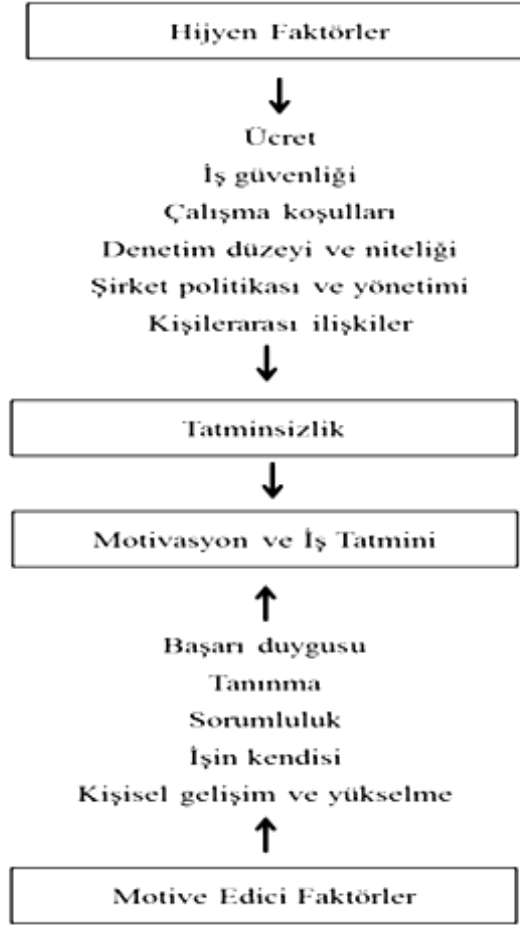 Hijyen Faktörler
Ücret
İş güvenliği
Çalışma koşulları
Denetim düzeyi ve niteliği
Şirket politikası ve yönetimi
Kişilerarası ilişkiler
Tatminsizlik
Motivasyon ve İş Tatmini
Başarı duygusu
Tanınma
Sorumluluk
İşin kendisi
Kişisel gelişim ve yükselme
Motive Edici Faktörler